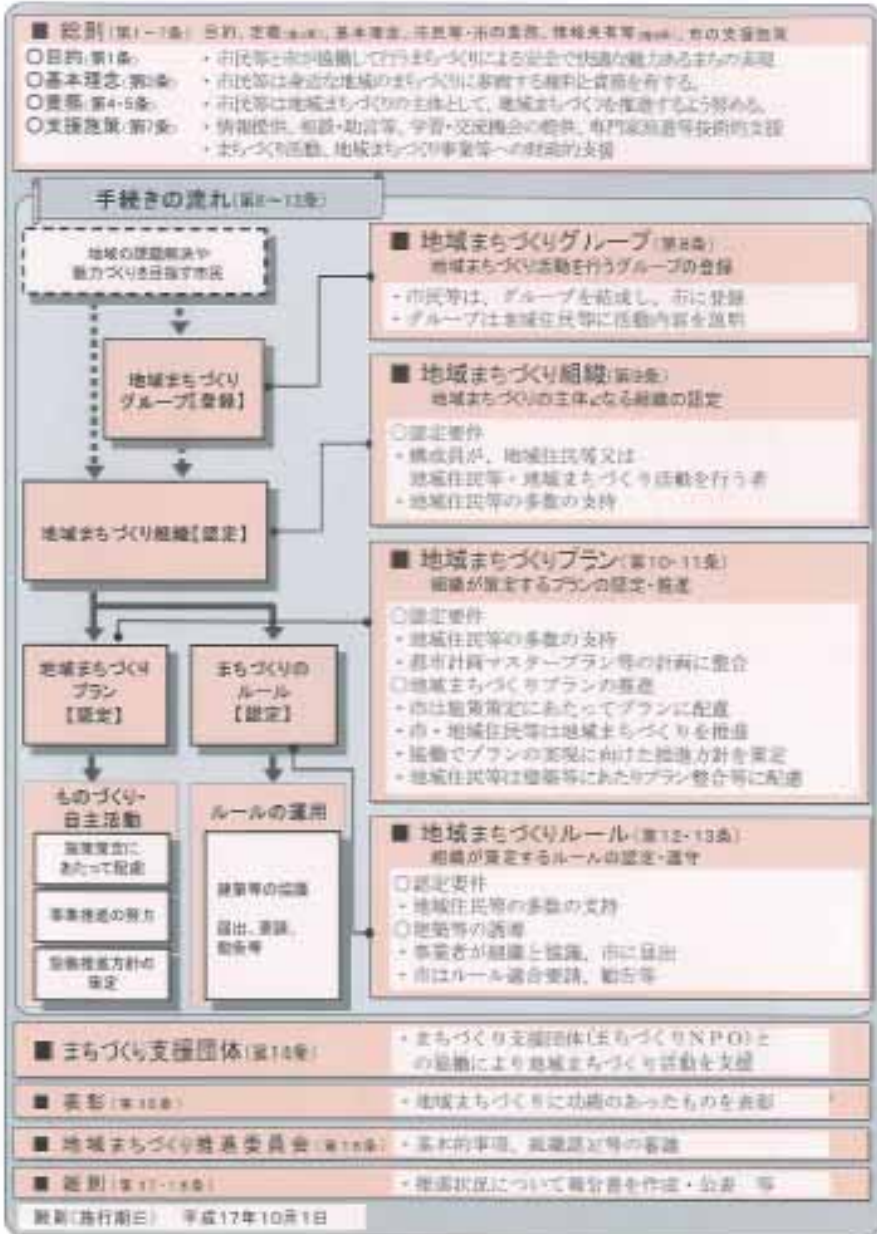 ■ 総則(第1-7条) 目的、定義、基本理念、市民等・市の責務、情報共有等、市の支援施策
○目的(第1条) ・市民等と市が協働して行うまちづくりによる安全で快適な魅力あるまちの実現
○基本理念 ・市民等は身近な地域のまちづくりに参画する権利と責務を有する。
○責務(第4・5条) ・市民等は地域まちづくりの主体として、地域まちづくりを推進するよう努める。
○支援施策(第7条) ・情報提供、相談・助言等、学習・交流機会の提供、専門家派遣等技術的支援
・まちづくり活動、地域まちづくり事業等への財政的支援
手続きの流れ(第8~13条)
地域の課題解決や
魅力づくりを目指す市民
地域まちづくり
グループ【登録】
地域まちづくり組織【認定】
地域まちづくり
プラン
【認定】
まちづくりの
ルール
【認定】
ものづくり・
自主活動
施策策定に
あたって配慮
事業推進の努力
協働推進方針の
策定
ルールの運用
建築等の協議
届出、要請、
勧告等
■ 地域まちづくりグループ(第8条)
地域まちづくり活動を行うグループの登録
・市民等は、グループを結成し、市に登録
・グループは地域住民等に活動内容を説明
■ 地域まちづくり組織(第9条)
地域まちづくりの主体となる組織の認定
○認定要件
・構成員が、地域住民等又は
地域住民等・地域まちづくり活動を行う者
・地域住民等の多数の支持
■ 地域まちづくりプラン(第10・11条)
組織が策定するプランの認定・推進
○認定要件
・地域住民等の多数の支持
・都市計画マスタープラン等の計画に整合
○地域まちづくりプランの推進
・市は施策策定にあたってプランに配慮
・市・地域住民等は地域まちづくりを推進
・協働でプランの実現に向けた推進方針を策定
・地域住民等は建築等にあたりプラン整合等に配慮
■ 地域まちづくりルール(第12・13条)
組織が策定するルールの認定・遵守
○認定要件
・地域住民等の多数の支持
○建築等の誘導
・事業者が組織と協議、市に届出
・市はルール適合要請、勧告等
■ まちづくり支援団体(第14条) ・まちづくり支援団体(まちづくりNPO)と
の協働により地域まちづくり活動を支援
■ 表彰(第15条) ・地域まちづくりに功績のあったものを表彰
■ 地域まちづくり推進委員会(第16条) ・基本的事項、組織認定等の審議
■ 雑則(第17・18条) ・推進状況について報告書を作成・公表 等
附則(施行期日) 平成17年10月1日